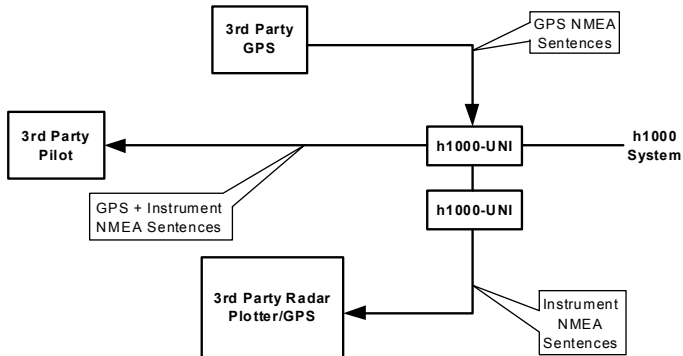 3rd Party
GPS
GPS NMEA
Sentences
3rd Party
Pilot
h1000-UNI
h1000
System
GPS + Instrument
NMEA Sentences
h1000-UNI
3rd Party Radar
Plotter/GPS
Instrument
NMEA
Sentences